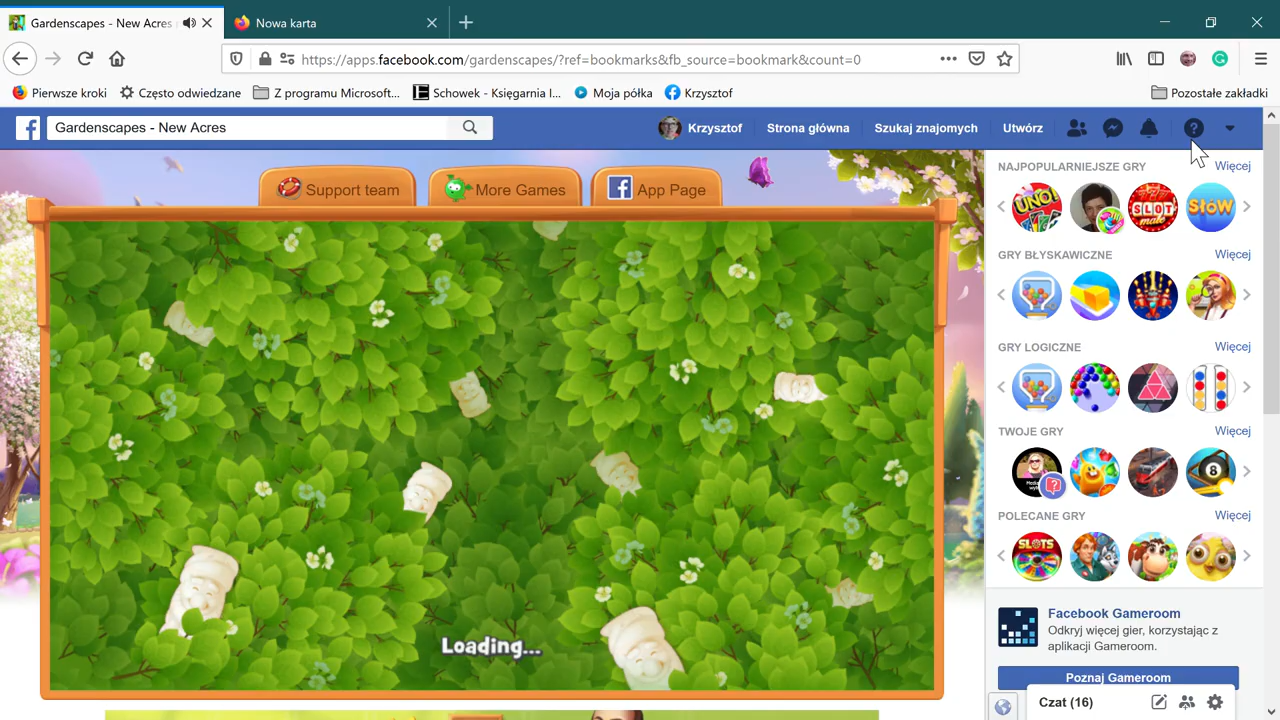 Gardenscapes - New Acres
Nowa karta
https://apps.facebook.com/gardenscapes/?ref=bookmarks&fb_source=bookmark&count=0
Pierwsze kroki
Często odwiedzane
Z programu Microsoft...
Schowek - Księgarnia I...
Moja półka
Krzysztof
Pozostałe zakładki
Gardenscapes - New Acres
Krzysztof
Strona główna
Szukaj znajomych
Utwórz
Support team
More Games
App Page
Loading...
NAJPOPULARNIEJSZE GRY
Więcej
UNO!
SLOT
mate
SŁÓW
GRY BŁYSKAWICZNE
Więcej
GRY LOGICZNE
Więcej
TWOJE GRY
Więcej
8
POLECANE GRY
Więcej
SLOTS
Facebook Gameroom
Odkryj więcej gier, korzystając z
aplikacji Gameroom.
Poznaj Gameroom
Czat (16)